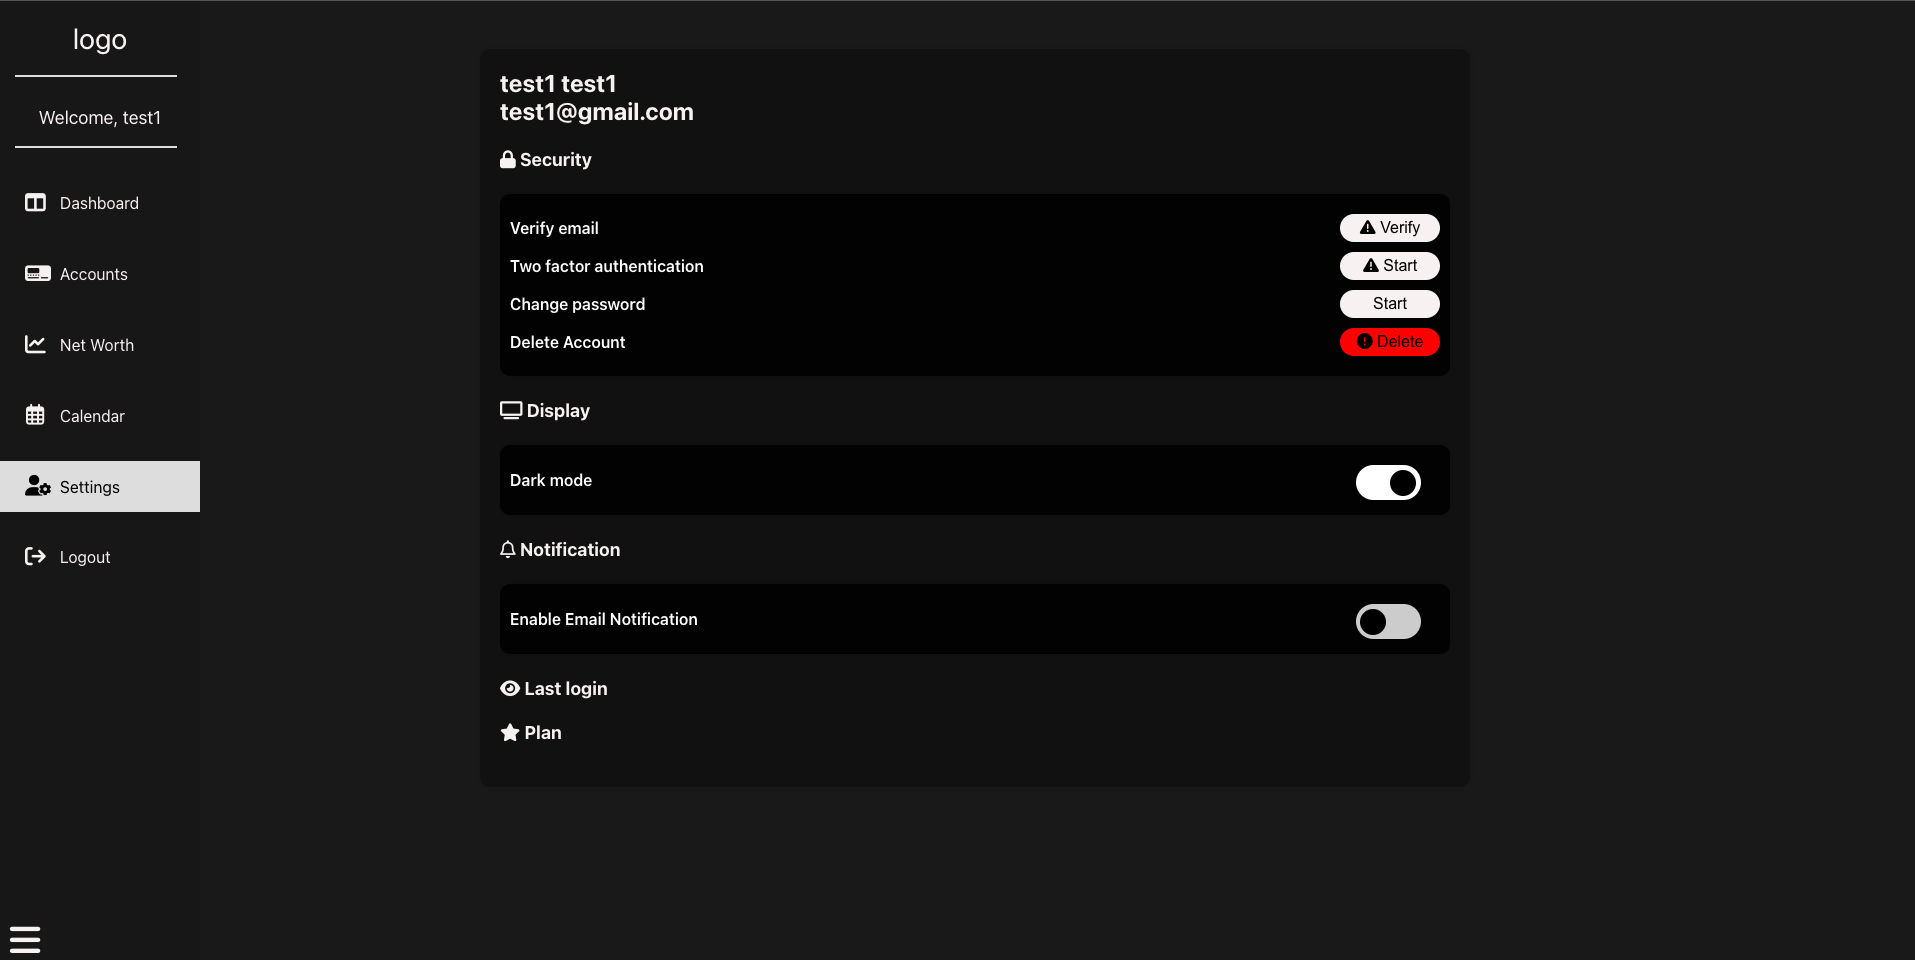 logo
Welcome, test1
Dashboard
Accounts
Net Worth
Calendar
Settings
Logout
test1 test1
test1@gmail.com
Security
Verify email
Verify
Two factor authentication
Start
Change password
Start
Delete Account
Delete
Display
Dark mode
Notification
Enable Email Notification
Last login
Plan